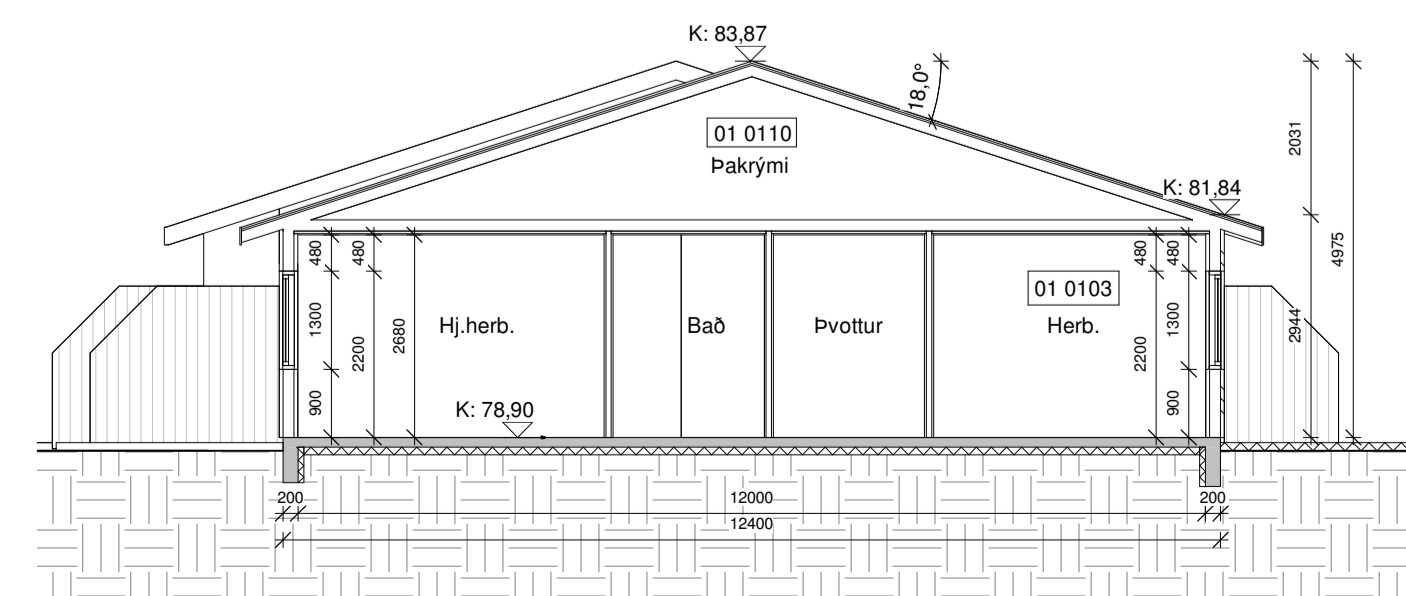 K: 83,87
18,0°
01 0110
Þakrými
K: 81,84
2031
4975
2944
480
480
480
480
01 0103
1300
2200
2680
Hj.herb.
Bað
Þvottur
Herb.
2200
1300
900
900
K: 78,90
200
12000
200
12400